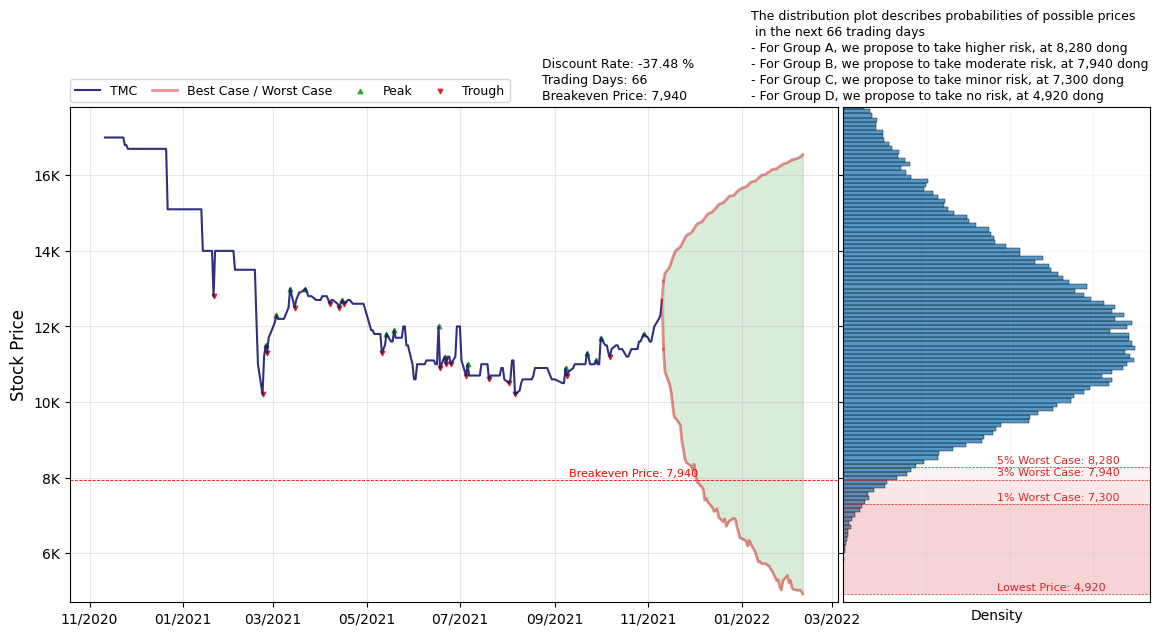 The distribution plot describes probabilities of possible prices
in the next 66 trading days
- For Group A, we propose to take higher risk, at 8,280 dong
- For Group B, we propose to take moderate risk, at 7,940 dong
- For Group C, we propose to take minor risk, at 7,300 dong
- For Group D, we propose to take no risk, at 4,920 dong
Discount Rate: -37.48 %
Trading Days: 66
Breakeven Price: 7,940
TMC Best Case / Worst Case Peak Trough
Stock Price
16K
14K
12K
10K
8K
6K
Breakeven Price: 7,940
5% Worst Case: 8,280
3% Worst Case: 7,940
1% Worst Case: 7,300
Lowest Price: 4,920
11/2020 01/2021 03/2021 05/2021 07/2021 09/2021 11/2021 01/2022 03/2022
Density